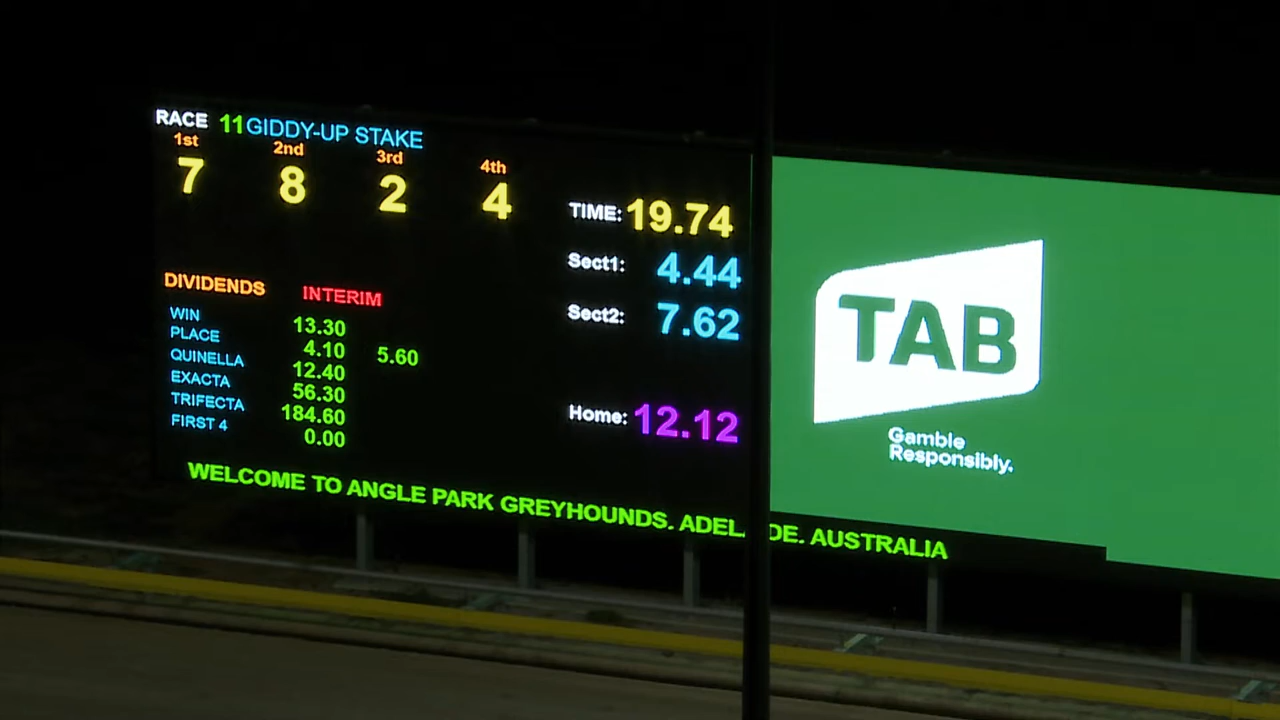 RACE 11 GIDDY-UP STAKE
1st 2nd 3rd 4th
7 8 2 4
TIME: 19.74
Sect1: 4.44
Sect2: 7.62
Home: 12.12
DIVIDENDS INTERIM
WIN 13.30
PLACE 4.10 5.60
QUINELLA 12.40
EXACTA 56.30
TRIFECTA 184.60
FIRST 4 0.00
WELCOME TO ANGLE PARK GREYHOUNDS. ADEL DE. AUSTRALIA
TAB
Gamble
Responsibly.